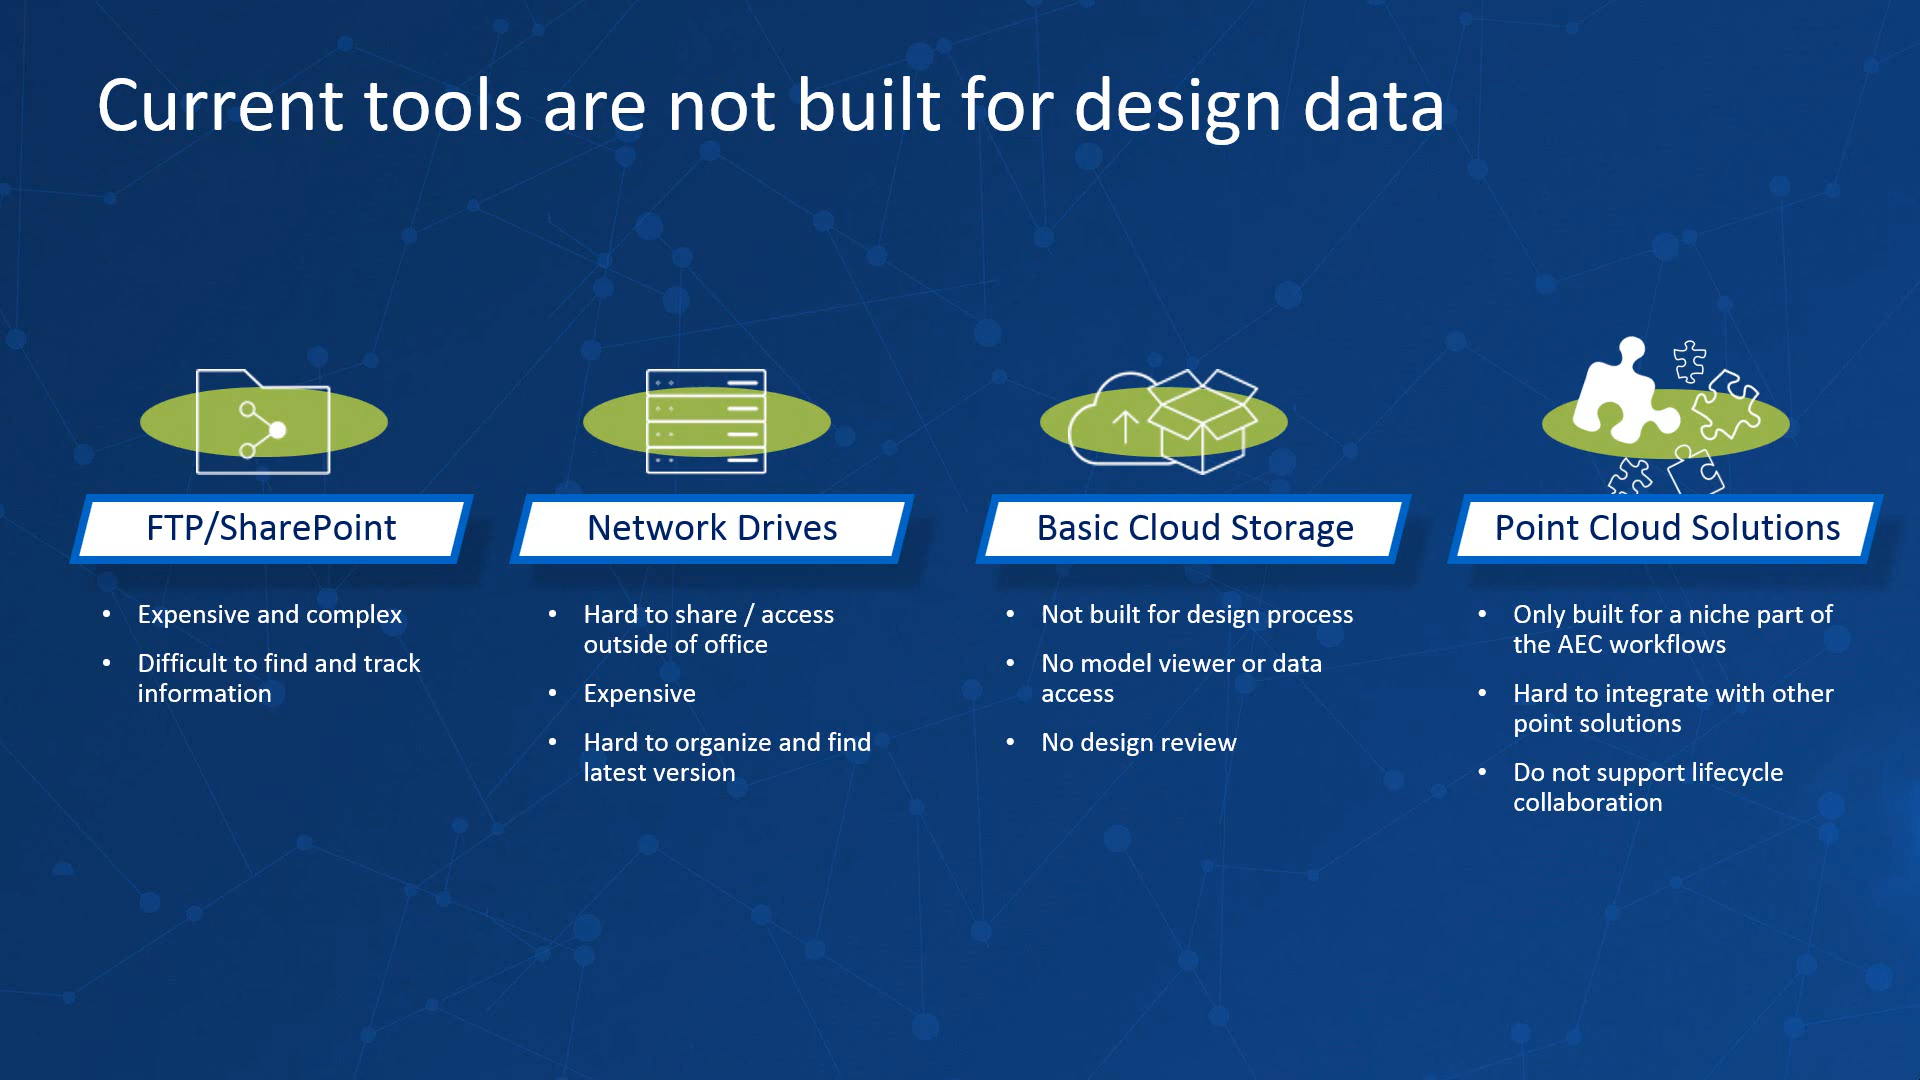 Current tools are not built for design data
FTP/SharePoint
• Expensive and complex
• Difficult to find and track
information
Network Drives
• Hard to share / access
outside of office
• Expensive
• Hard to organize and find
latest version
Basic Cloud Storage
• Not built for design process
• No model viewer or data
access
• No design review
Point Cloud Solutions
• Only built for a niche part of
the AEC workflows
• Hard to integrate with other
point solutions
• Do not support lifecycle
collaboration